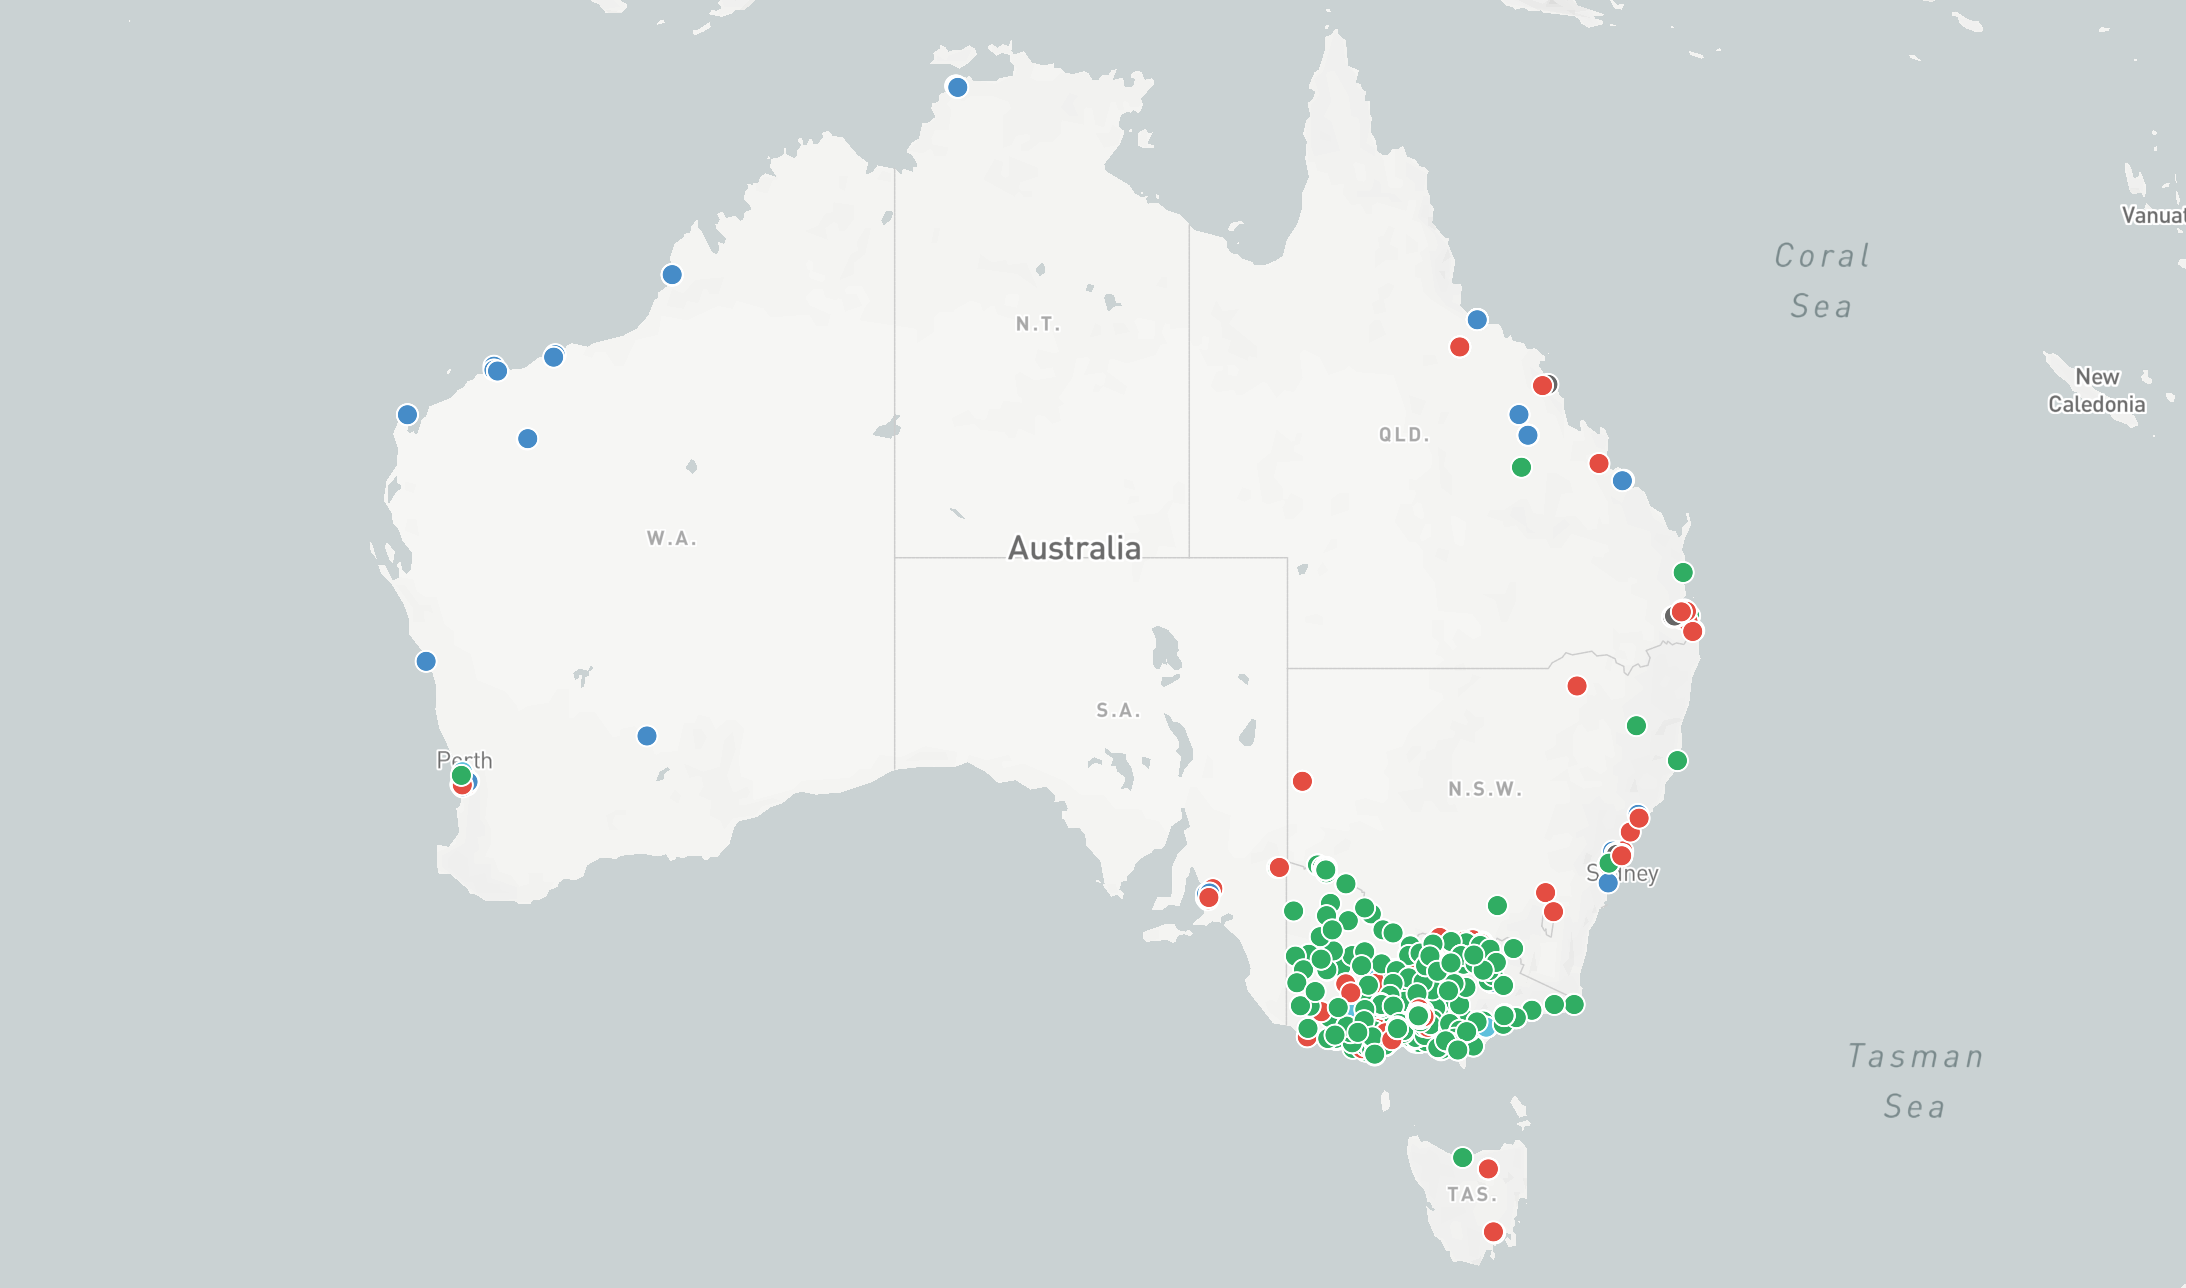 Coral
Sea
Vanuat
N.T.
New
Caledonia
QLD.
W.A.
Australia
S.A.
Perth
N.S.W.
Sydney
Tasman
Sea
TAS.